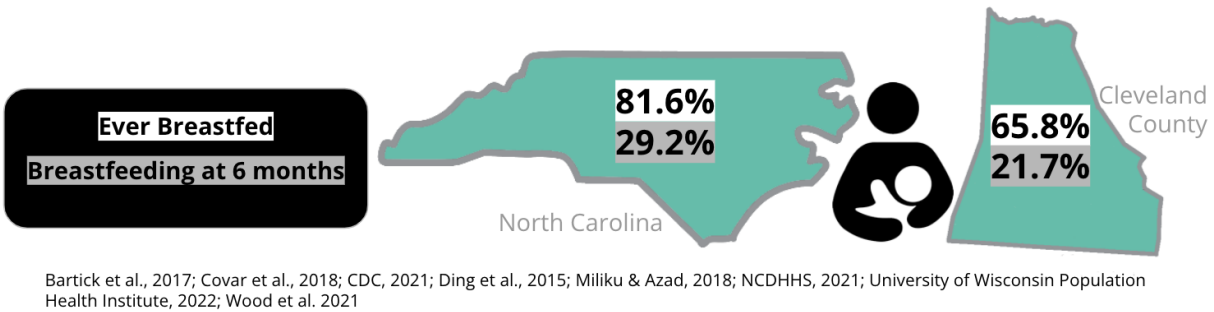 Ever Breastfed
Breastfeeding at 6 months
81.6%
29.2%
North Carolina
65.8%
21.7%
Cleveland
County
Bartick et al., 2017; Covar et al., 2018; CDC, 2021; Ding et al., 2015; Miliku & Azad, 2018; NCDHHS, 2021; University of Wisconsin Population
Health Institute, 2022; Wood et al. 2021